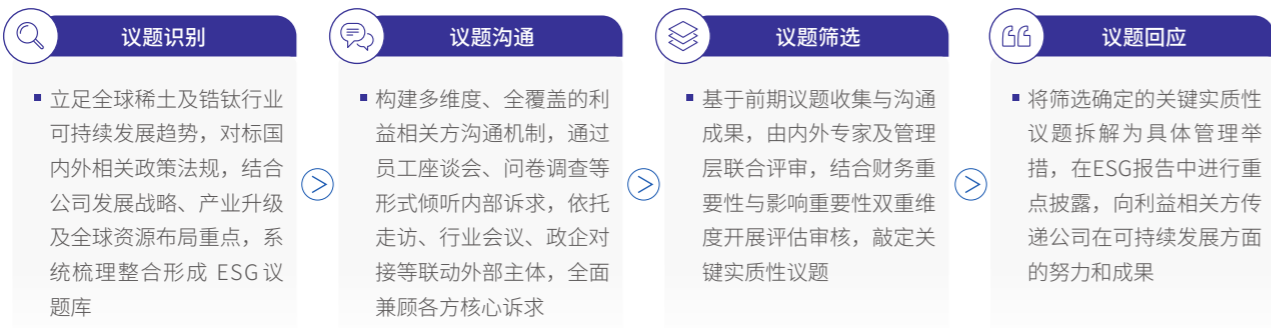 议题识别
立足全球稀土及锆钛行业
可持续发展趋势，对标国
内外相关政策法规，结合
公司发展战略、产业升级
及全球资源布局重点，系
统梳理整合形成 ESG 议
题库
议题沟通
构建多维度、全覆盖的利
益相关方沟通机制，通过
员工座谈会、问卷调查等
形式倾听内部诉求，依托
走访、行业会议、政企对
接等联动外部主体，全面
兼顾各方核心诉求
议题筛选
基于前期议题收集与沟通
成果，由内外专家及管理
层联合评审，结合财务重
要性与影响重要性双重维
度开展评估审核，敲定关
键实质性议题
议题回应
将筛选确定的关键实质性
议题拆解为具体管理举
措，在ESG报告中进行重
点披露，向利益相关方传
递公司在可持续发展方面
的努力和成果